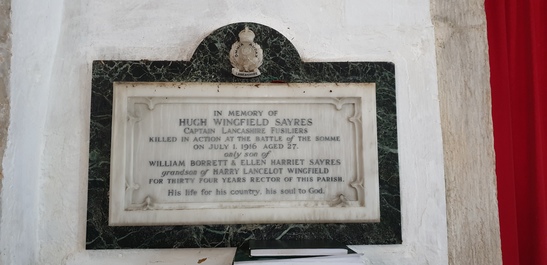 IN MEMORY OF
HUGH WINGFIELD SAYRES
CAPTAIN LANCASHIRE FUSILIERS
KILLED IN ACTION AT THE BATTLE of THE SOMME
ON JULY 1. 1916 AGED 27.
only son of
WILLIAM BORRETT & ELLEN HARRIET SAYRES
grandson of HARRY LANCELOT WINGFIELD
FOR THIRTY FOUR YEARS RECTOR OF THIS PARISH.
His life for his country, his soul to God.